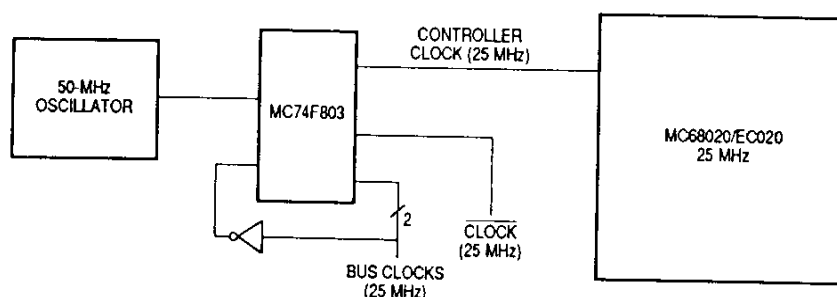 CONTROLLER
CLOCK (25 MHz)
50-MHz
OSCILLATOR
MC74F803
MC68020/EC020
25 MHz
2
CLOCK
(25 MHz)
BUS CLOCKS
(25 MHz)